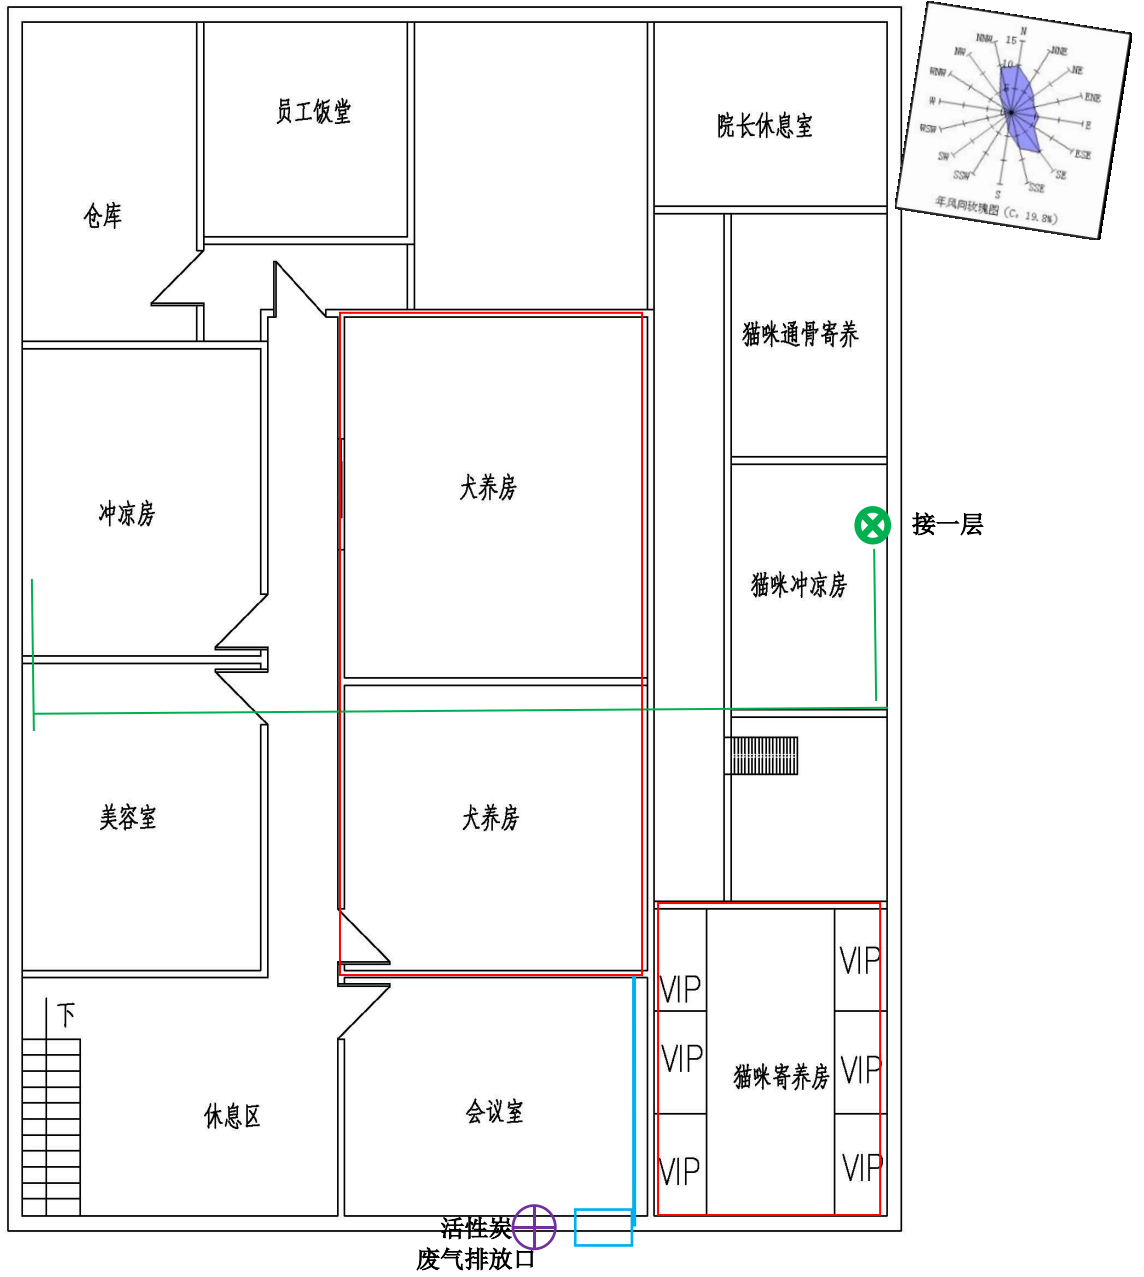 N
NNW
15
NNE
NW
10
NE
WNW
5
ENE
W
0
E
WSW
ESE
SW
SE
SSW
SSE
S
年风向玫瑰图 (C, 19.8%)
员工饭堂
院长休息室
仓库
猫咪通骨寄养
犬养房
冲凉房
接一层
猫咪冲凉房
美容室
犬养房
VIP
VIP
下
VIP
VIP
猫咪寄养房
休息区
会议室
VIP
VIP
活性炭
废气排放口